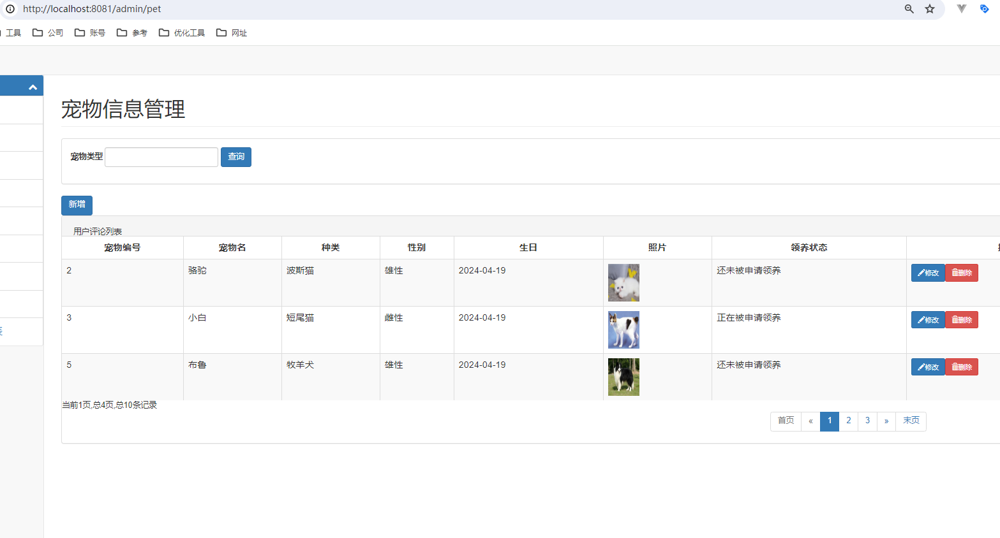 http://localhost:8081/admin/pet
工具 公司 账号 参考 优化工具 网址
宠物信息管理
宠物类型 查询
新增
用户评论列表
宠物编号 宠物名 种类 性别 生日 照片 领养状态
2 骆驼 波斯猫 雄性 2024-04-19 还未被申请领养 修改 删除
3 小白 短尾猫 雌性 2024-04-19 正在被申请领养 修改 删除
5 布鲁 牧羊犬 雄性 2024-04-19 还未被申请领养 修改 删除
当前1页,总4页,总10条记录
首页 « 1 2 3 » 末页